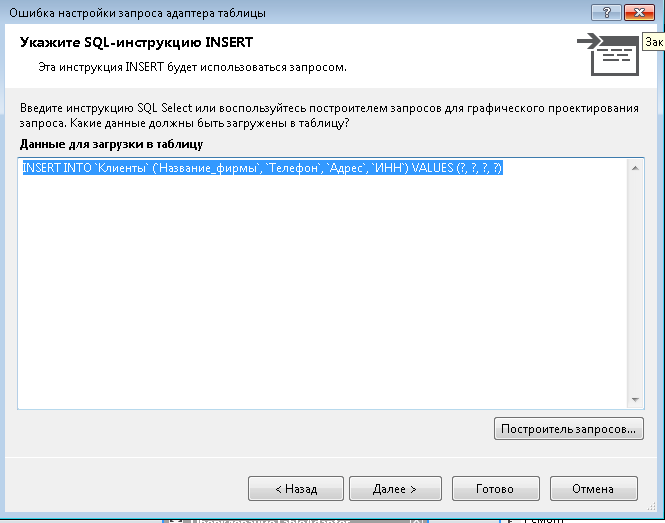 Ошибка настройки запроса адаптера таблицы
Укажите SQL-инструкцию INSERT
Зак
Эта инструкция INSERT будет использоваться запросом.
Введите инструкцию SQL Select или воспользуйтесь построителем запросов для графического проектирования
запроса. Какие данные должны быть загружены в таблицу?
Данные для загрузки в таблицу
INSERT INTO `Клиенты` (`Название_фирмы`, `Телефон`, `Адрес`, `ИНН`) VALUES (?, ?, ?, ?)
Построитель запросов...
< Назад
Далее >
Готово
Отмена